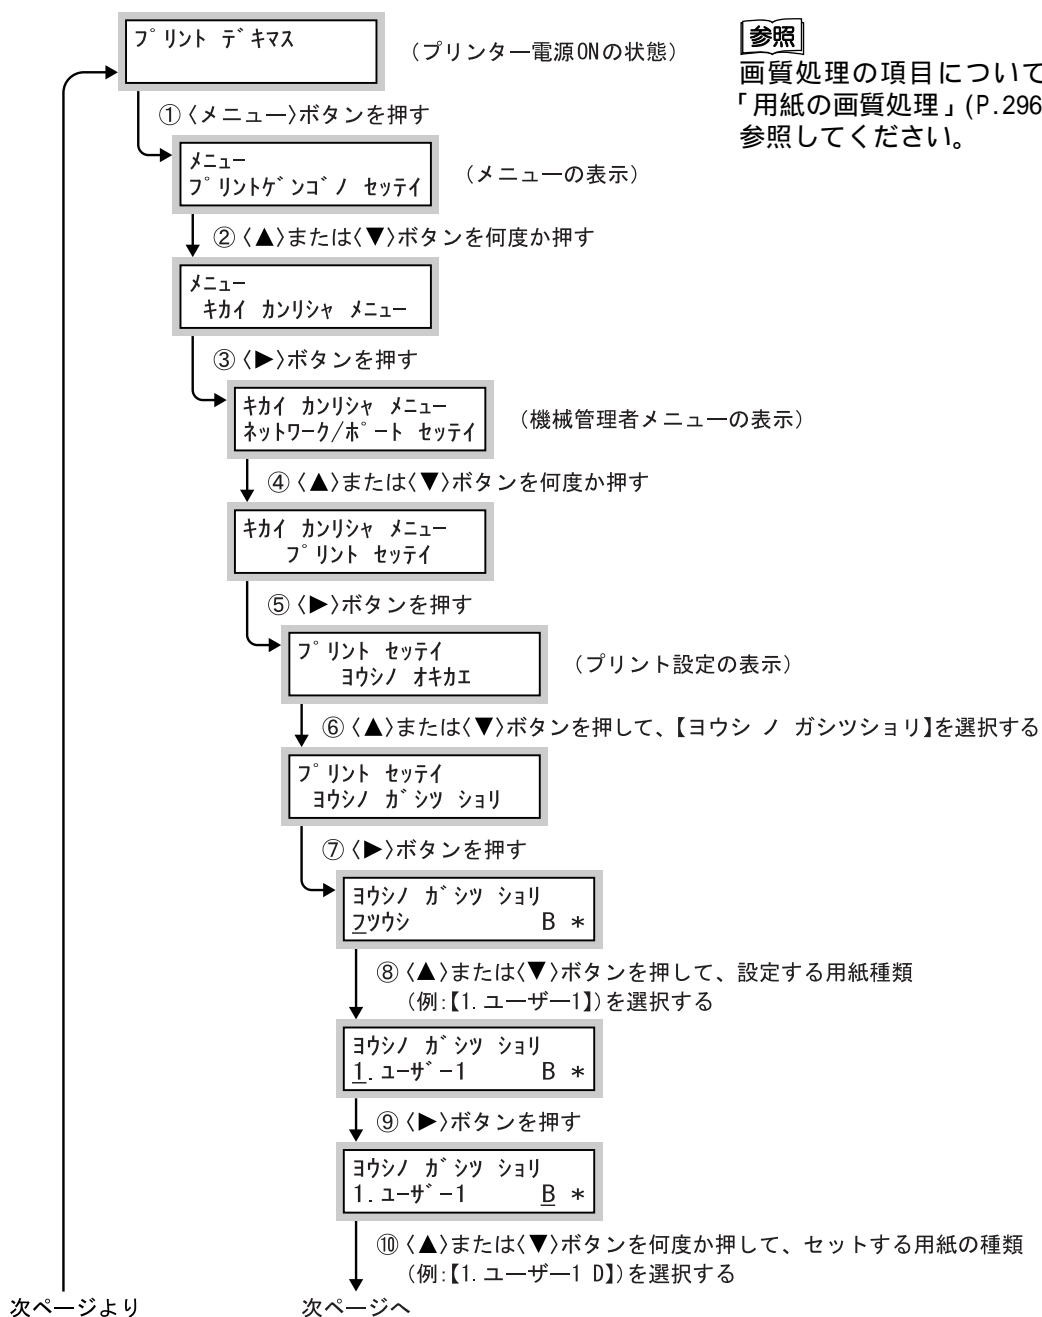 ﾌﾟﾘﾝﾄ ﾃﾞｷﾏｽ
(プリンター電源ONの状態)
参照
画質処理の項目について
「用紙の画質処理」(P.296
参照してください。
①〈メニュー〉ボタンを押す
ﾒﾆｭｰ
ﾌﾟﾘﾝﾄｹﾞﾝｺﾞﾉ ｾｯﾃｲ
(メニューの表示)
②〈▲〉または〈▼〉ボタンを何度か押す
ﾒﾆｭｰ
ｷｶｲ ｶﾝﾘｼｬ ﾒﾆｭｰ
③〈▶〉ボタンを押す
ｷｶｲ ｶﾝﾘｼｬ ﾒﾆｭｰ
ﾈｯﾄﾜｰｸ/ﾎﾟｰﾄ ｾｯﾃｲ
(機械管理者メニューの表示)
④〈▲〉または〈▼〉ボタンを何度か押す
ｷｶｲ ｶﾝﾘｼｬ ﾒﾆｭｰ
ﾌﾟﾘﾝﾄ ｾｯﾃｲ
⑤〈▶〉ボタンを押す
ﾌﾟﾘﾝﾄ ｾｯﾃｲ
ﾖｳｼﾉ ｵｷｶｴ
(プリント設定の表示)
⑥〈▲〉または〈▼〉ボタンを押して、【ヨウシ ノ ガシツショリ】を選択する
ﾌﾟﾘﾝﾄ ｾｯﾃｲ
ﾖｳｼﾉ ｶﾞｼﾂ ｼｮﾘ
⑦〈▶〉ボタンを押す
ﾖｳｼﾉ ｶﾞｼﾂ ｼｮﾘ
ﾌﾂｳｼ B *
⑧〈▲〉または〈▼〉ボタンを押して、設定する用紙種類
(例:【1.ユーザー1】)を選択する
ﾖｳｼﾉ ｶﾞｼﾂ ｼｮﾘ
1.ﾕｰｻﾞｰ1 B *
⑨〈▶〉ボタンを押す
ﾖｳｼﾉ ｶﾞｼﾂ ｼｮﾘ
1.ﾕｰｻﾞｰ1 B *
⑩〈▲〉または〈▼〉ボタンを何度か押して、セットする用紙の種類
(例:【1.ユーザー1 D】)を選択する
次ページより
次ページへ